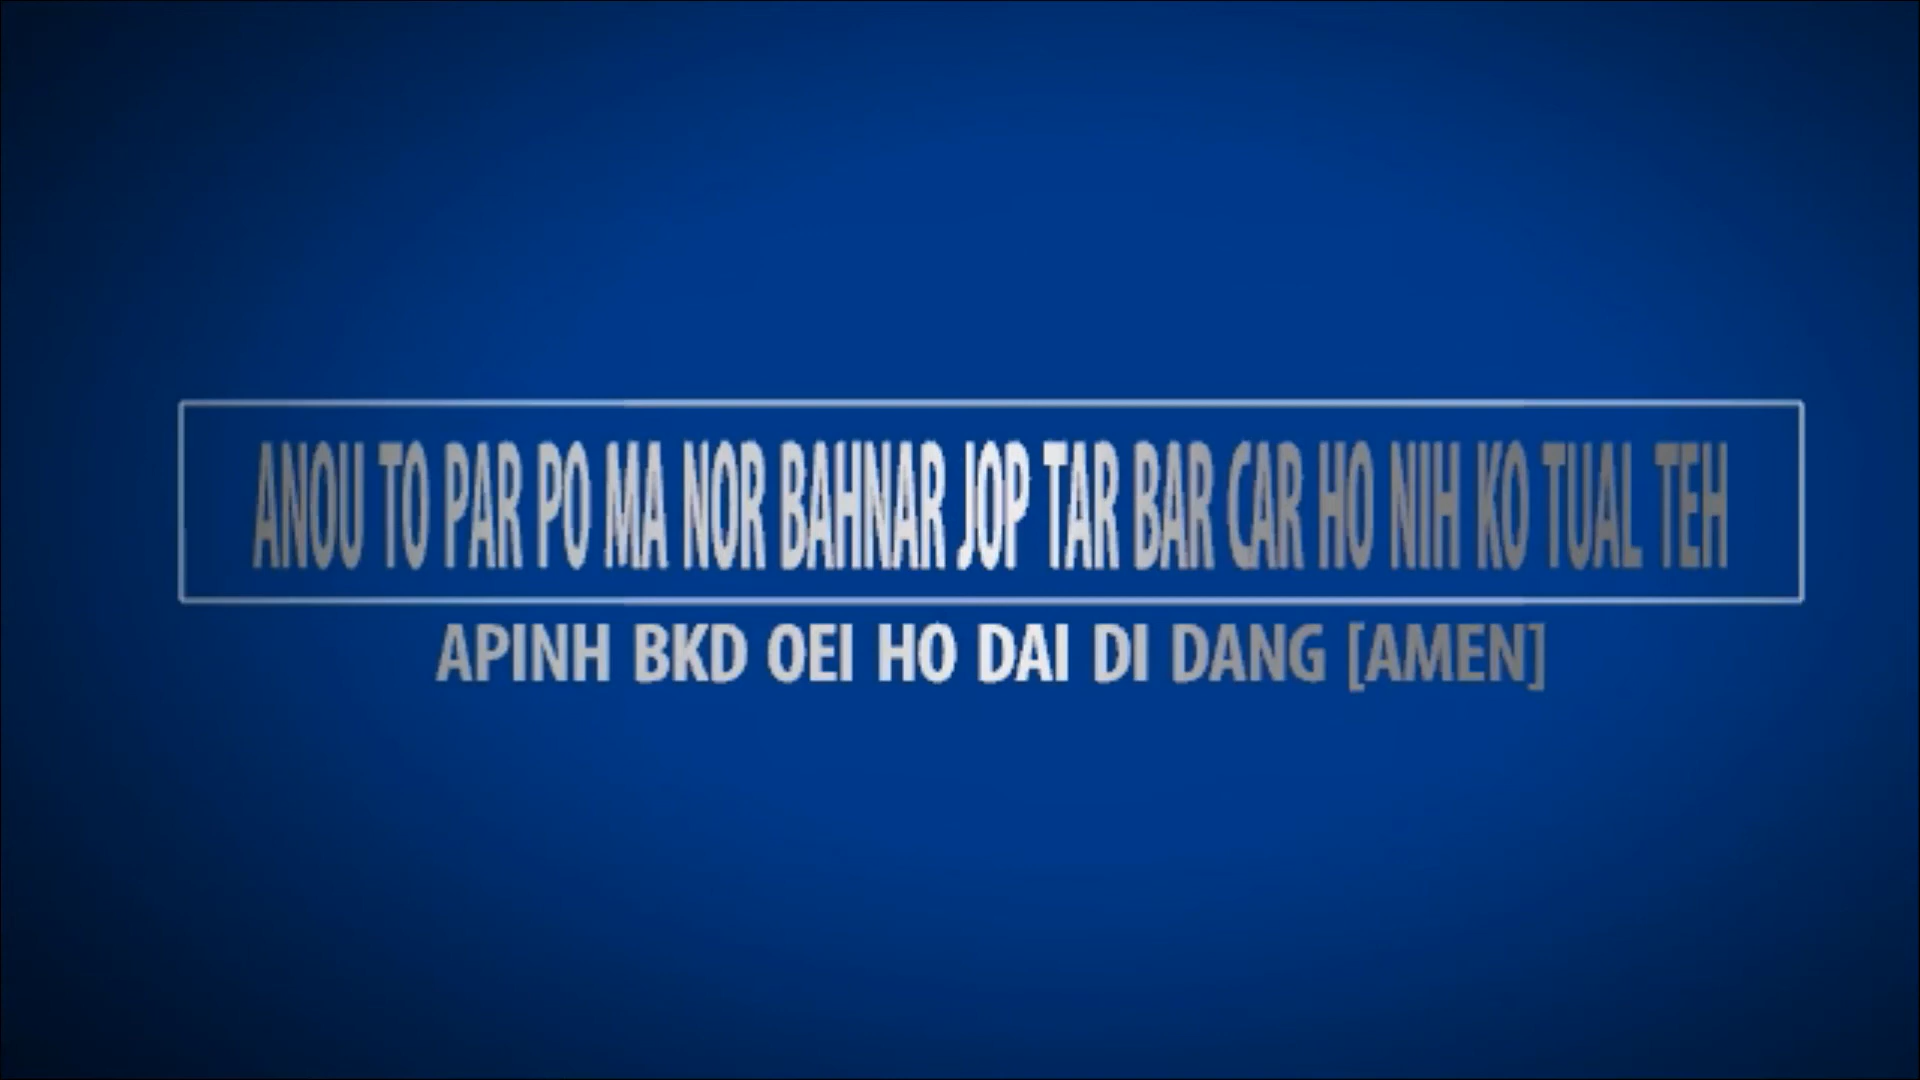 ANOU TO PAR PO MA NOR BAHNAR JOP TAR BAR CAR HO NIH KO TUAL TEH
APINH BKD OEI HO DAI DI DANG [AMEN]